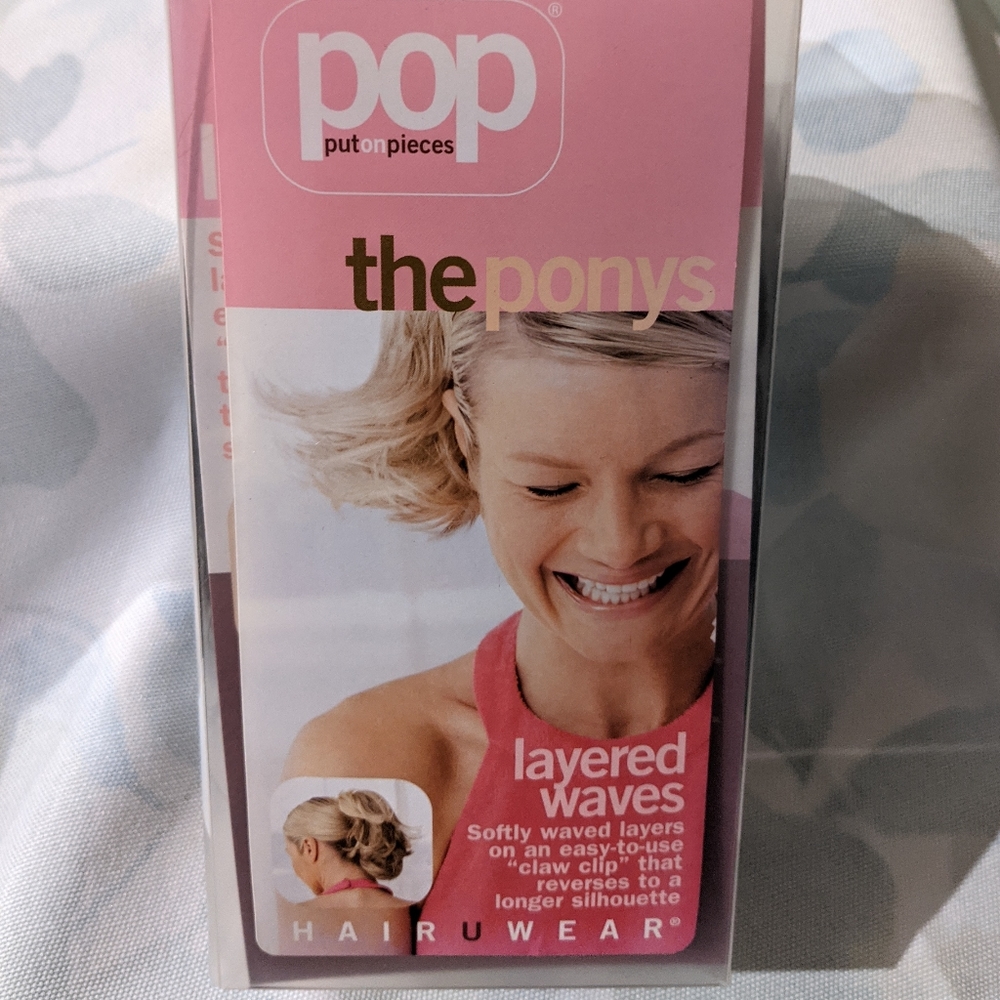 pop®
putonpieces
theponys
layered
waves
Softly waved layers
on an easy-to-use
“claw clip” that
reverses to a
longer silhouette
HAIRUWEAR®